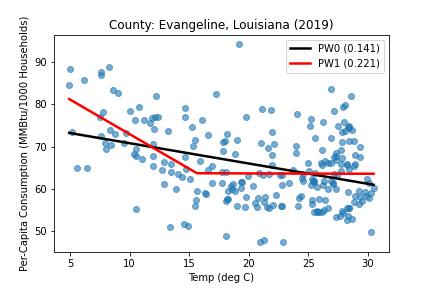 County: Evangeline, Louisiana (2019)
Per-Capita Consumption (MMBtu/1000 Households)
90
80
70
60
50
PW0 (0.141)
PW1 (0.221)
5 10 15 20 25 30
Temp (deg C)